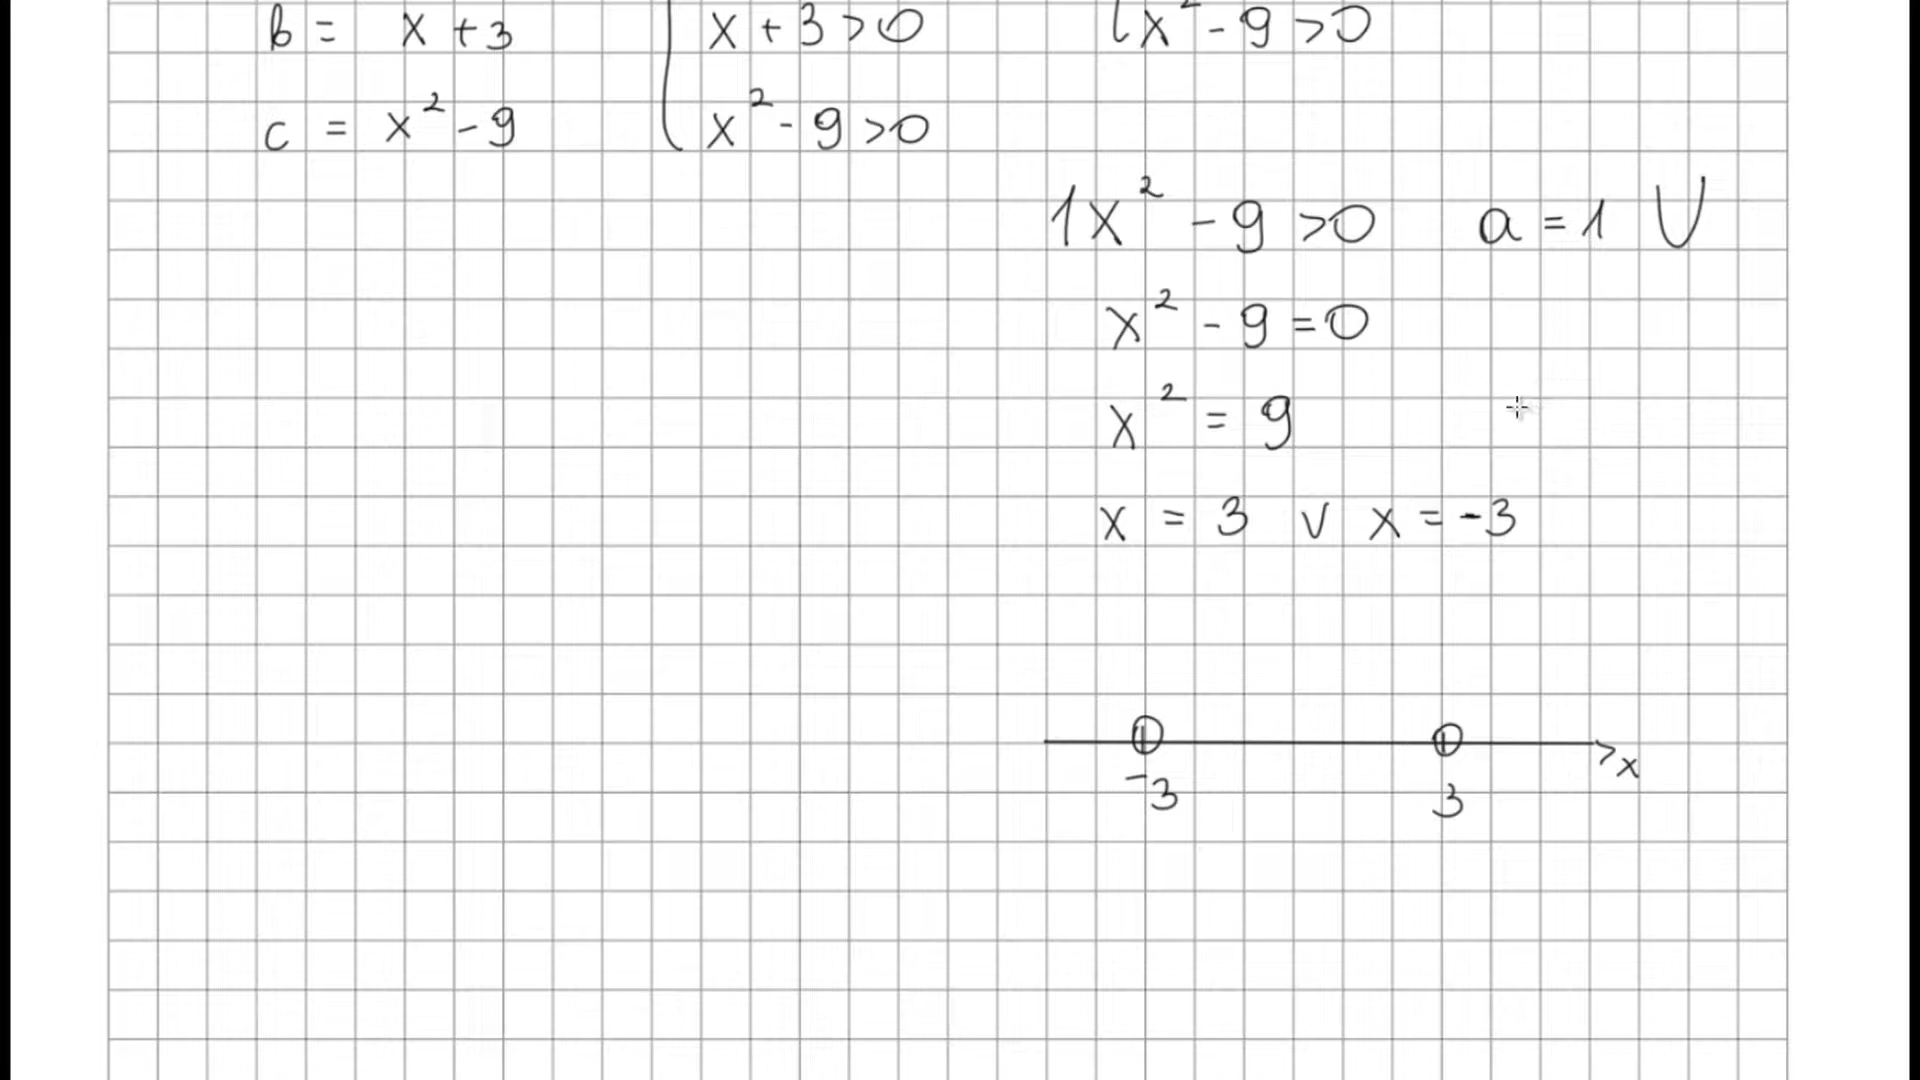 b = x + 3
x + 3 > 0
x² - 9 > 0
c = x² - 9
x² - 9 > 0
1x² - 9 > 0 a = 1 ∪
x² - 9 = 0
x² = 9
x = 3 ∨ x = -3
x
-3 3